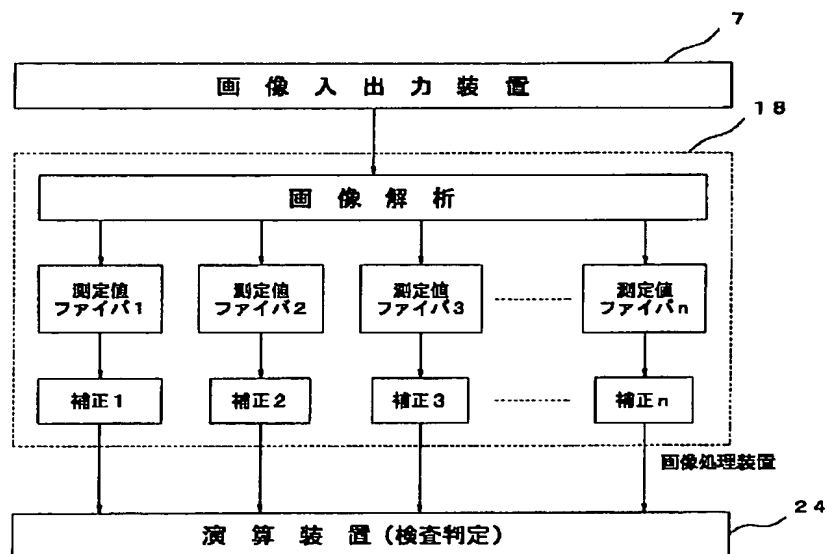 7
画像入出力装置
18
画像解析
測定値
ファイバ1
測定値
ファイバ2
測定値
ファイバ3
測定値
ファイバn
補正1
補正2
補正3
補正n
画像処理装置
24
演算装置(検査判定)